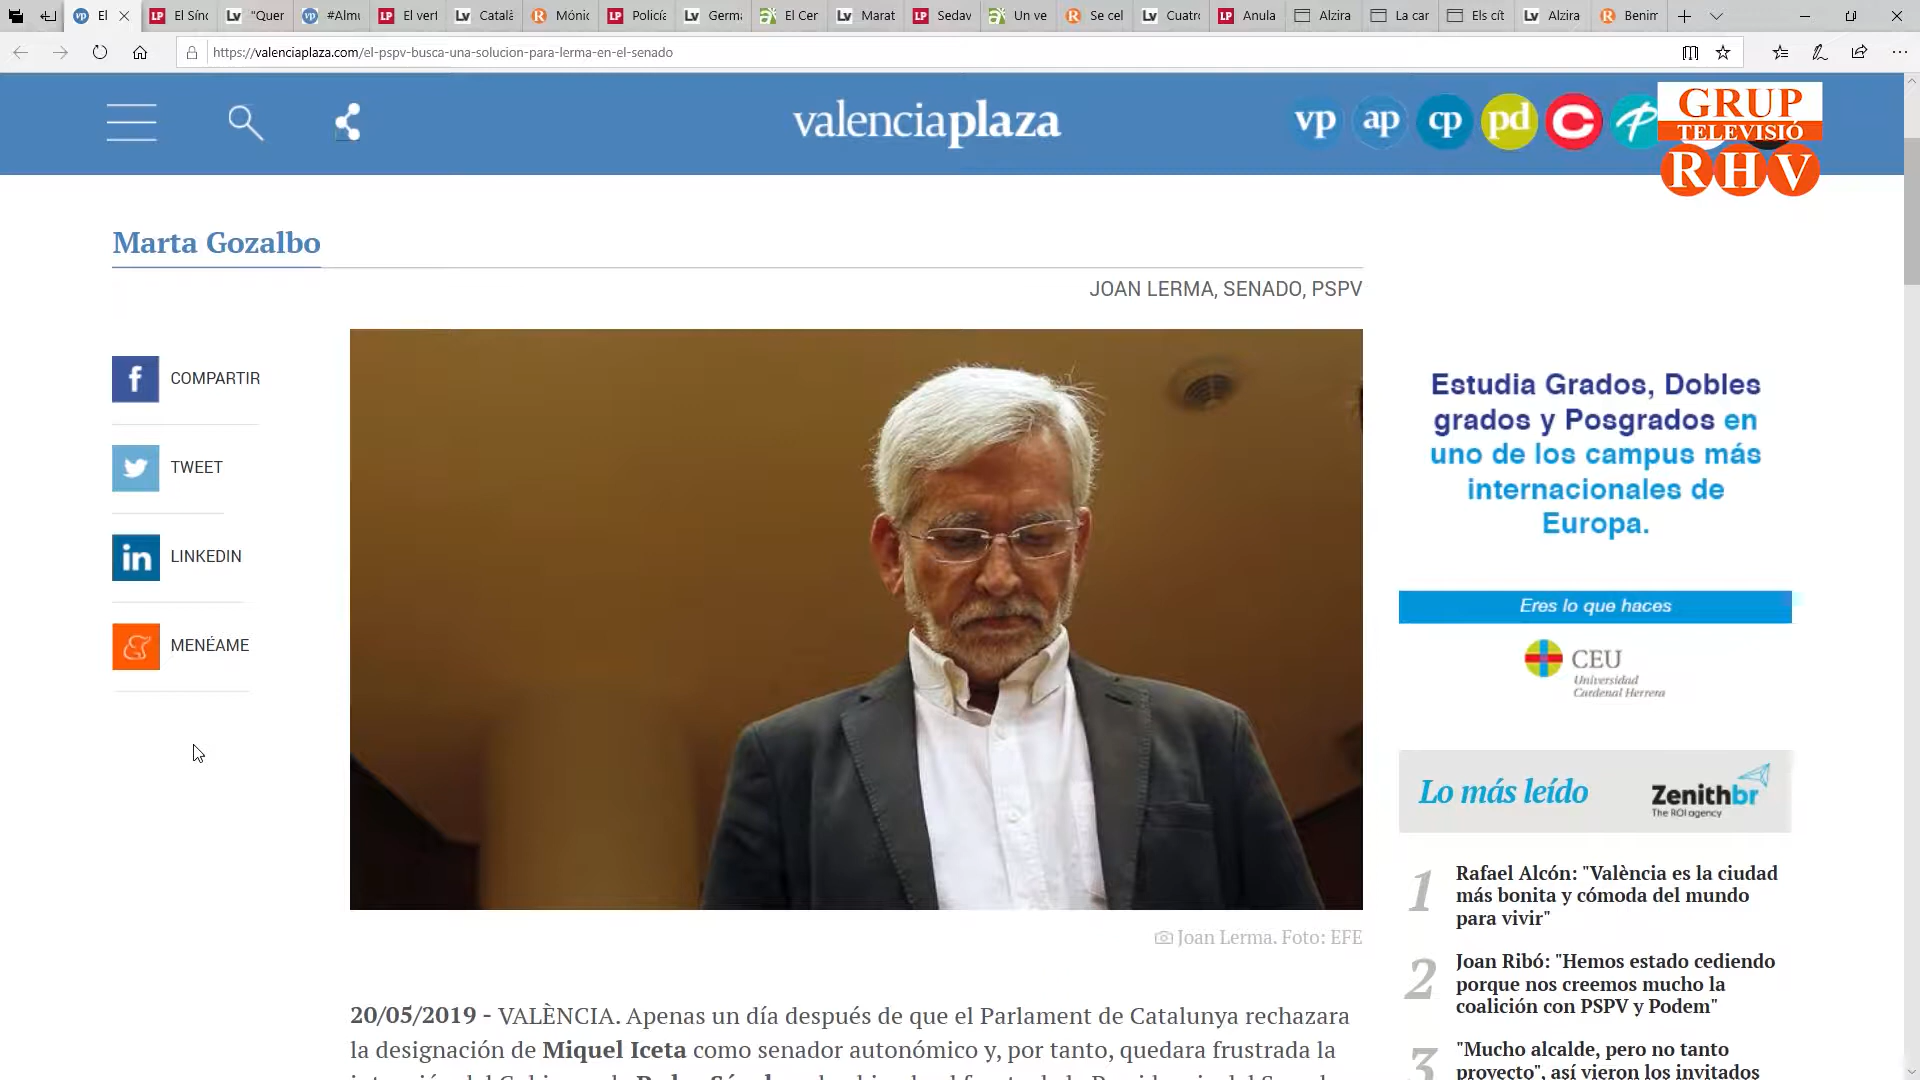 El
El Sínc
"Quer
#Almu
El vert
Català
Mónic
Policía
Germa
El Cer
Marat
Sedav
Un ve
Se cel
Cuatro
Anula
Alzira
La car
Els cit
Alzira
Benim
https://valenciaplaza.com/el-pspv-busca-una-solucion-para-lerma-en-el-senado
valenciaplaza
vp ap cp pd C
GRUP
TELEVISIÓ
RHV
Marta Gozalbo
JOAN LERMA, SENADO, PSPV
COMPARTIR
TWEET
LINKEDIN
MENÉAME
Estudia Grados, Dobles
grados y Posgrados en
uno de los campus más
internacionales de
Europa.
Eres lo que haces
CEU
Universidad
Cardenal Herrera
Lo más leído
Zenithbr
The ROI agency
1 Rafael Alcón: "València es la ciudad
más bonita y cómoda del mundo
para vivir"
2 Joan Ribó: "Hemos estado cediendo
porque nos creemos mucho la
coalición con PSPV y Podem"
3 "Mucho alcalde, pero no tanto
proyecto", así vieron los invitados
Joan Lerma. Foto: EFE
20/05/2019 - VALÈNCIA. Apenas un día después de que el Parlament de Catalunya rechazara
la designación de Miquel Iceta como senador autonómico y, por tanto, quedara frustrada la